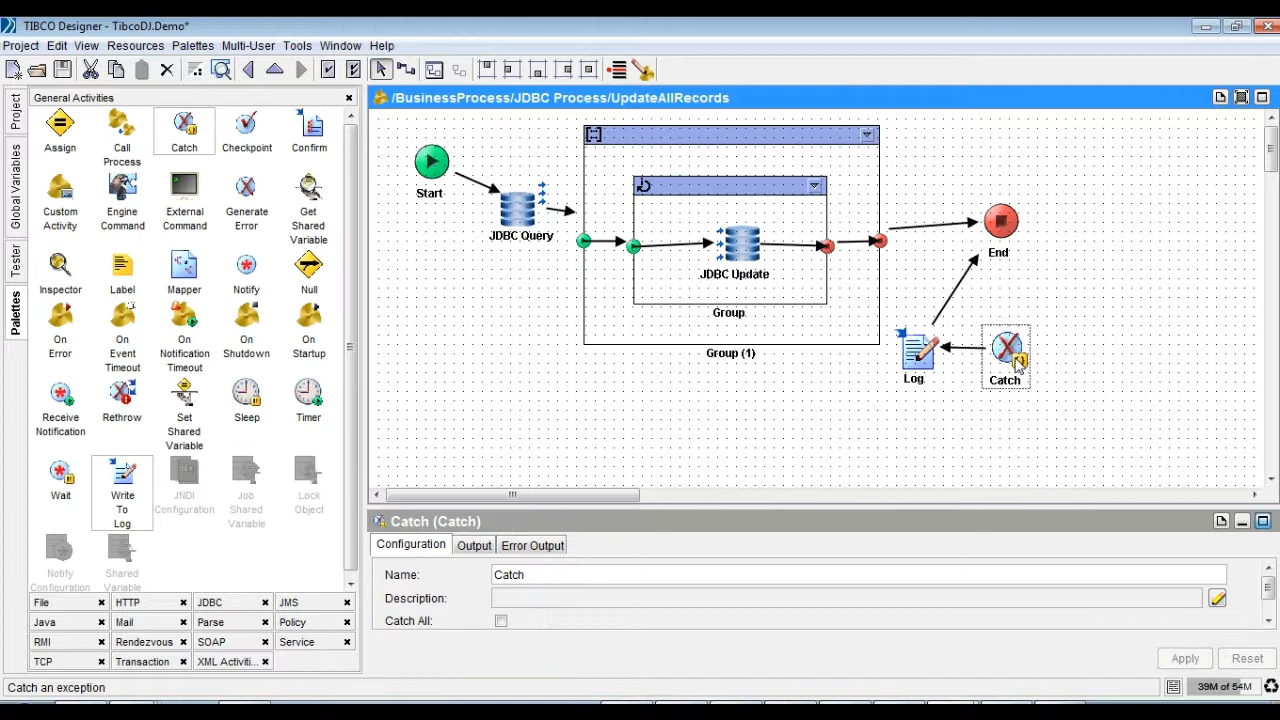 TIBCO Designer - TibcoDJ.Demo*
Project Edit View Resources Palettes Multi-User Tools Window Help
Project
Global Variables
Tester
Palettes
General Activities
Assign
Call Process
Catch
Checkpoint
Confirm
Custom Activity
Engine Command
External Command
Generate Error
Get Shared Variable
Inspector
Label
Mapper
Notify
Null
On Error
On Event Timeout
On Notification Timeout
On Shutdown
On Startup
Receive Notification
Rethrow
Set Shared Variable
Sleep
Timer
Wait
Write To Log
JNDI Configuration
Job Shared Variable
Lock Object
Notify Configuration
Shared Variable
File HTTP JDBC JMS
Java Mail Parse Policy
RMI Rendezvous SOAP Service
TCP Transaction XML Activiti...
Catch an exception
/BusinessProcess/JDBC Process/UpdateAllRecords
Start
JDBC Query
JDBC Update
Group
Group (1)
End
Log
Catch
Catch (Catch)
Configuration Output Error Output
Name: Catch
Description:
Catch All:
Apply Reset
39M of 54M